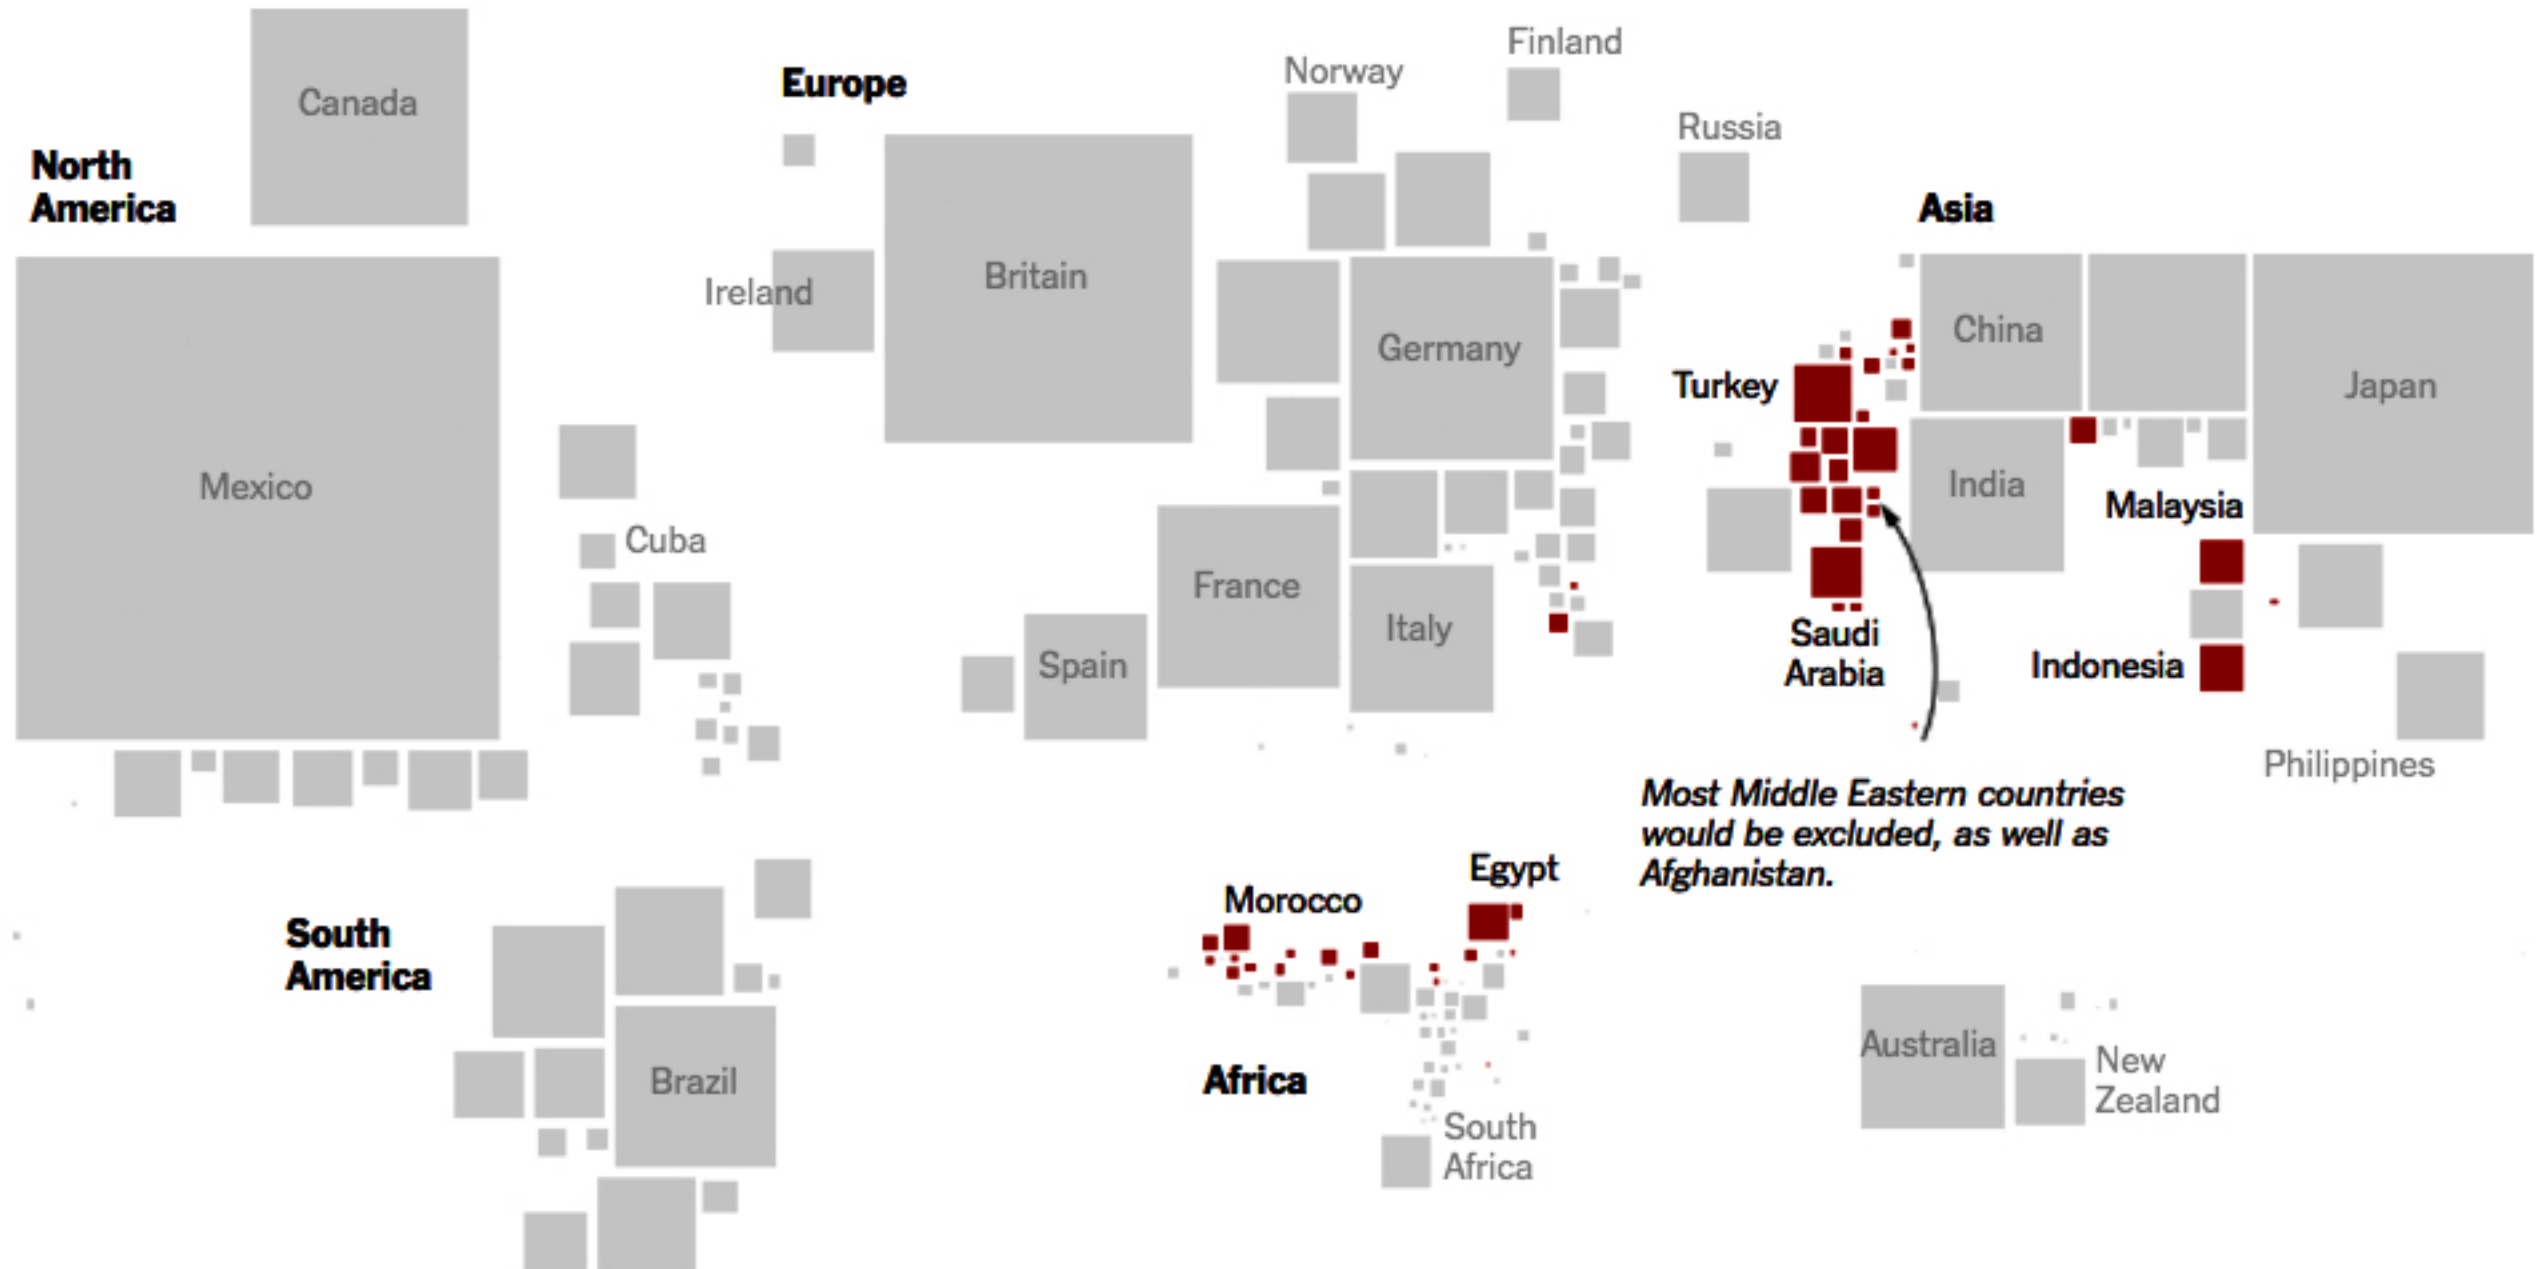 Canada
North
America
Mexico
Cuba
South
America
Brazil
Europe
Norway
Finland
Ireland
Britain
Germany
France
Spain
Italy
Russia
Asia
China
Japan
Turkey
India
Malaysia
Saudi
Arabia
Indonesia
Philippines
Most Middle Eastern countries
would be excluded, as well as
Afghanistan.
Morocco
Egypt
Africa
South
Africa
Australia
New
Zealand